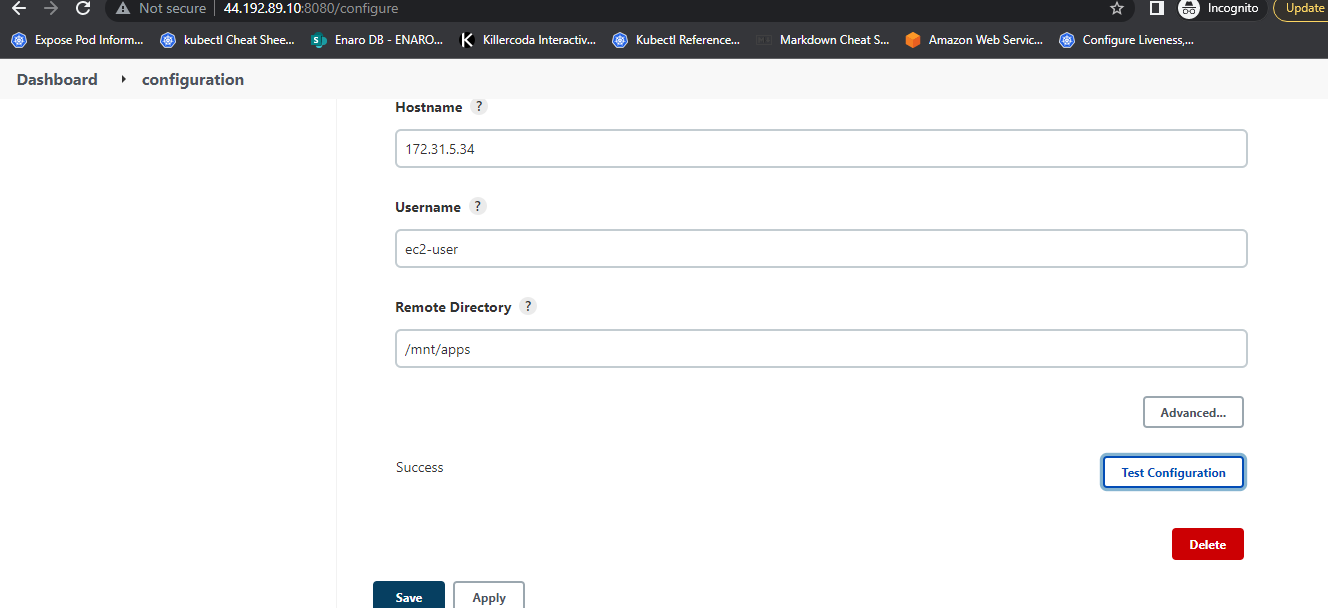 Not secure 44.192.89.10:8080/configure Incognito Update
Expose Pod Inform... kubectl Cheat Shee... Enaro DB - ENARO... Killercoda Interactiv... Kubectl Reference... Markdown Cheat S... Amazon Web Servic... Configure Liveness,...
Dashboard configuration
Hostname ?
172.31.5.34
Username ?
ec2-user
Remote Directory ?
/mnt/apps
Advanced...
Success
Test Configuration
Delete
Save Apply